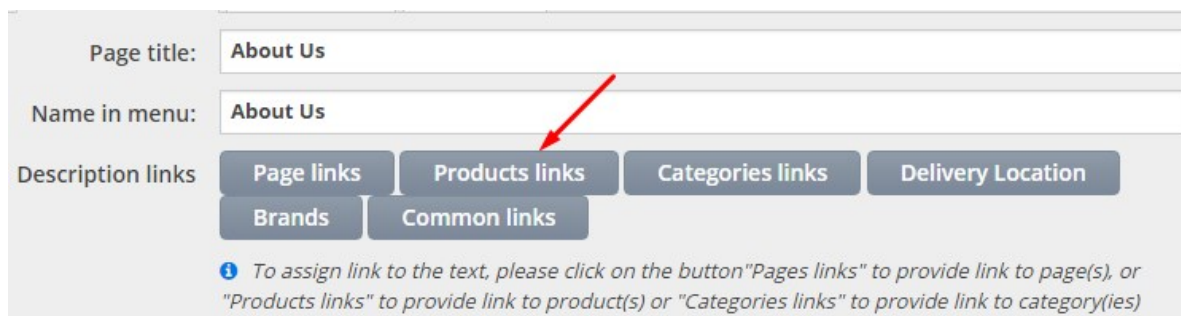 Page title: About Us
Name in menu: About Us
Description links Page links Products links Categories links Delivery Location
Brands Common links
To assign link to the text, please click on the button"Pages links" to provide link to page(s), or
"Products links" to provide link to product(s) or "Categories links" to provide link to category(ies)